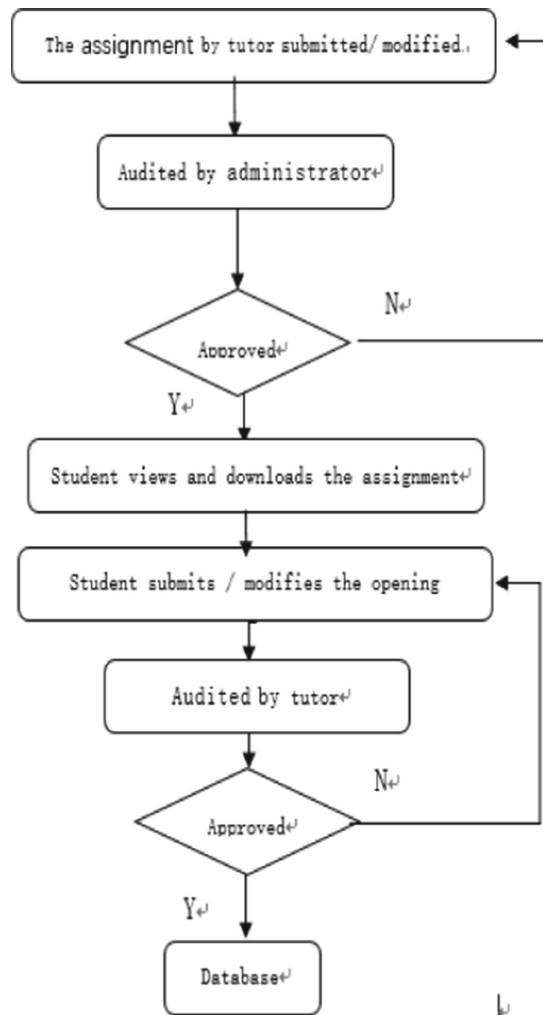 The assignment by tutor submitted/ modified.
Audited by administrator
N
Approved
Y
Student views and downloads the assignment
Student submits / modifies the opening
Audited by tutor
N
Approved
Y
Database